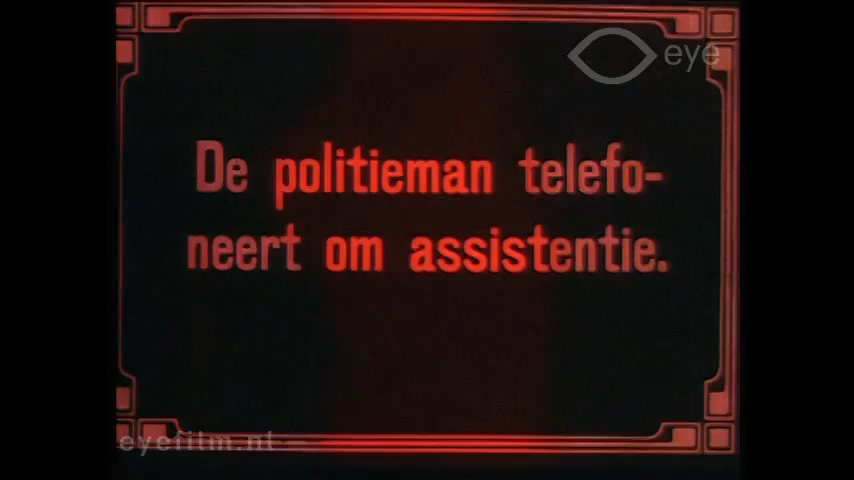 eye
De politieman telefo-
neert om assistentie.
eyefilm.nl